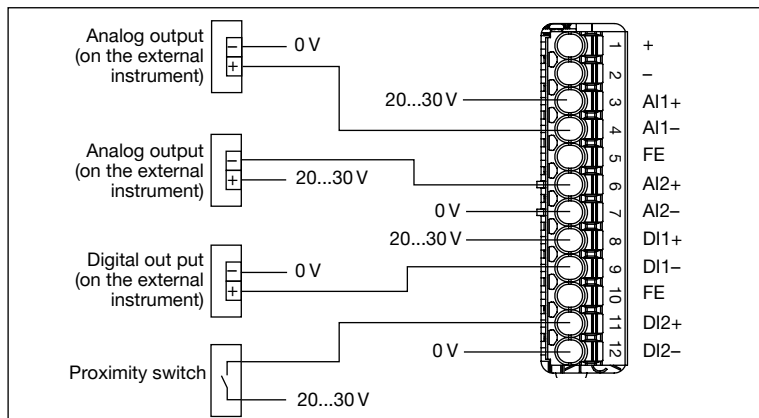 Analog output
(on the external
instrument)
−
+
0 V
Analog output
(on the external
instrument)
−
+
20...30 V
Digital out put
(on the external
instrument)
−
+
0 V
Proximity switch
20...30 V
20...30 V
0 V
20...30 V
0 V
1 +
2 −
3 AI1+
4 AI1−
5 FE
6 AI2+
7 AI2−
8 DI1+
9 DI1−
10 FE
11 DI2+
12 DI2−